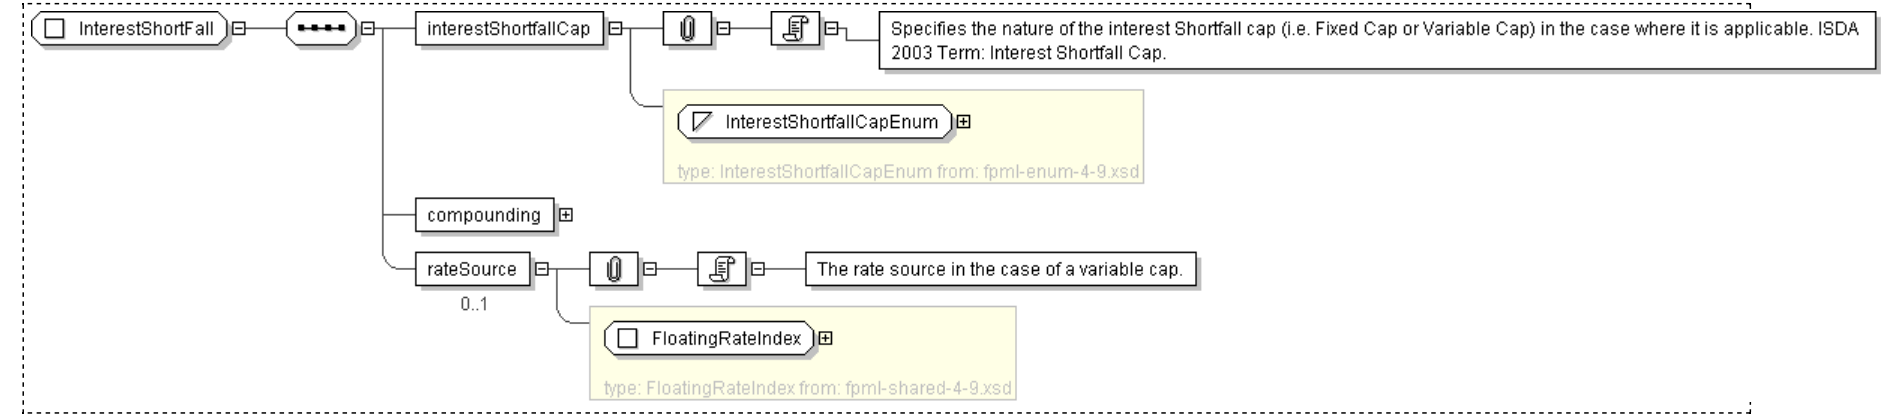 InterestShortFall
interestShortfallCap
Specifies the nature of the interest Shortfall cap (i.e. Fixed Cap or Variable Cap) in the case where it is applicable. ISDA
2003 Term: Interest Shortfall Cap.
InterestShortfallCapEnum
type: InterestShortfallCapEnum from: fpml-enum-4-9.xsd
compounding
rateSource
The rate source in the case of a variable cap.
0..1
FloatingRateIndex
type: FloatingRateIndex from: fpml-shared-4-9.xsd